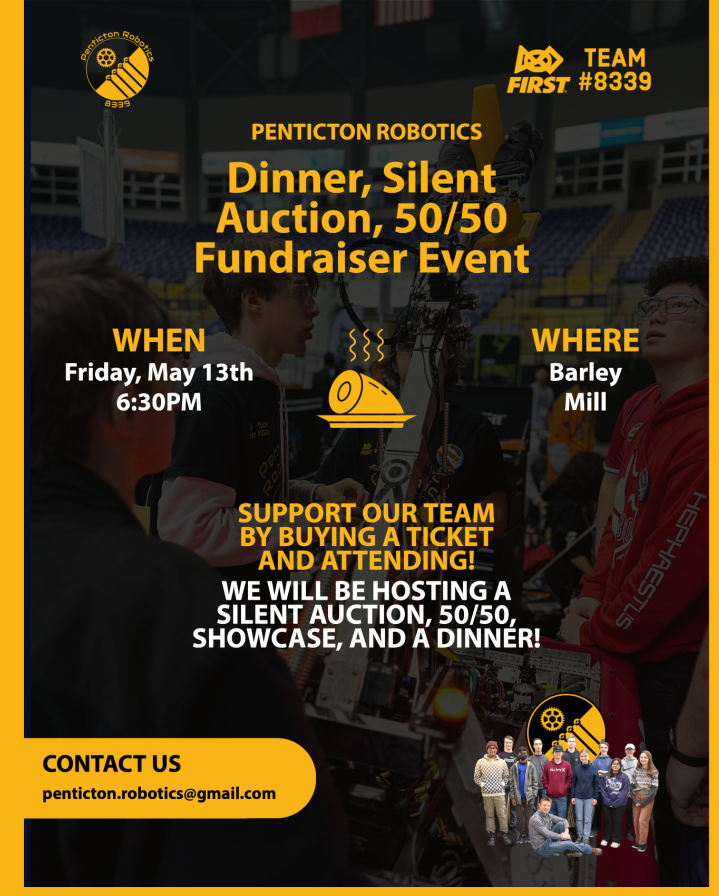 Penticton Robotics
8339
FIRST
TEAM
#8339
PENTICTON ROBOTICS
Dinner, Silent
Auction, 50/50
Fundraiser Event
WHEN
Friday, May 13th
6:30PM
WHERE
Barley
Mill
HEPHAESTUS
SUPPORT OUR TEAM
BY BUYING A TICKET
AND ATTENDING!
WE WILL BE HOSTING A
SILENT AUCTION, 50/50,
SHOWCASE, AND A DINNER!
CONTACT US
penticton.robotics@gmail.com